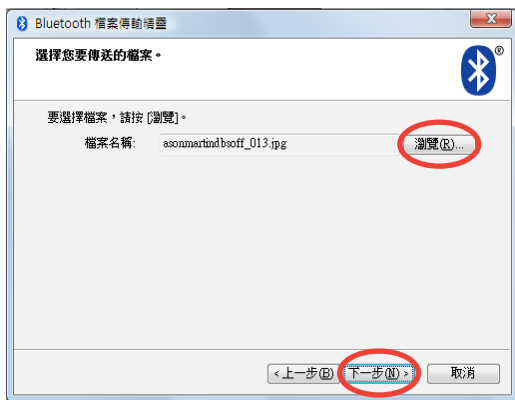 Bluetooth 檔案傳輸精靈
選擇您要傳送的檔案。
要選擇檔案，請按 [瀏覽]。
檔案名稱: asonmartindbsoff_013.jpg 瀏覽(R)...
<上一步(B) 下一步(N)> 取消